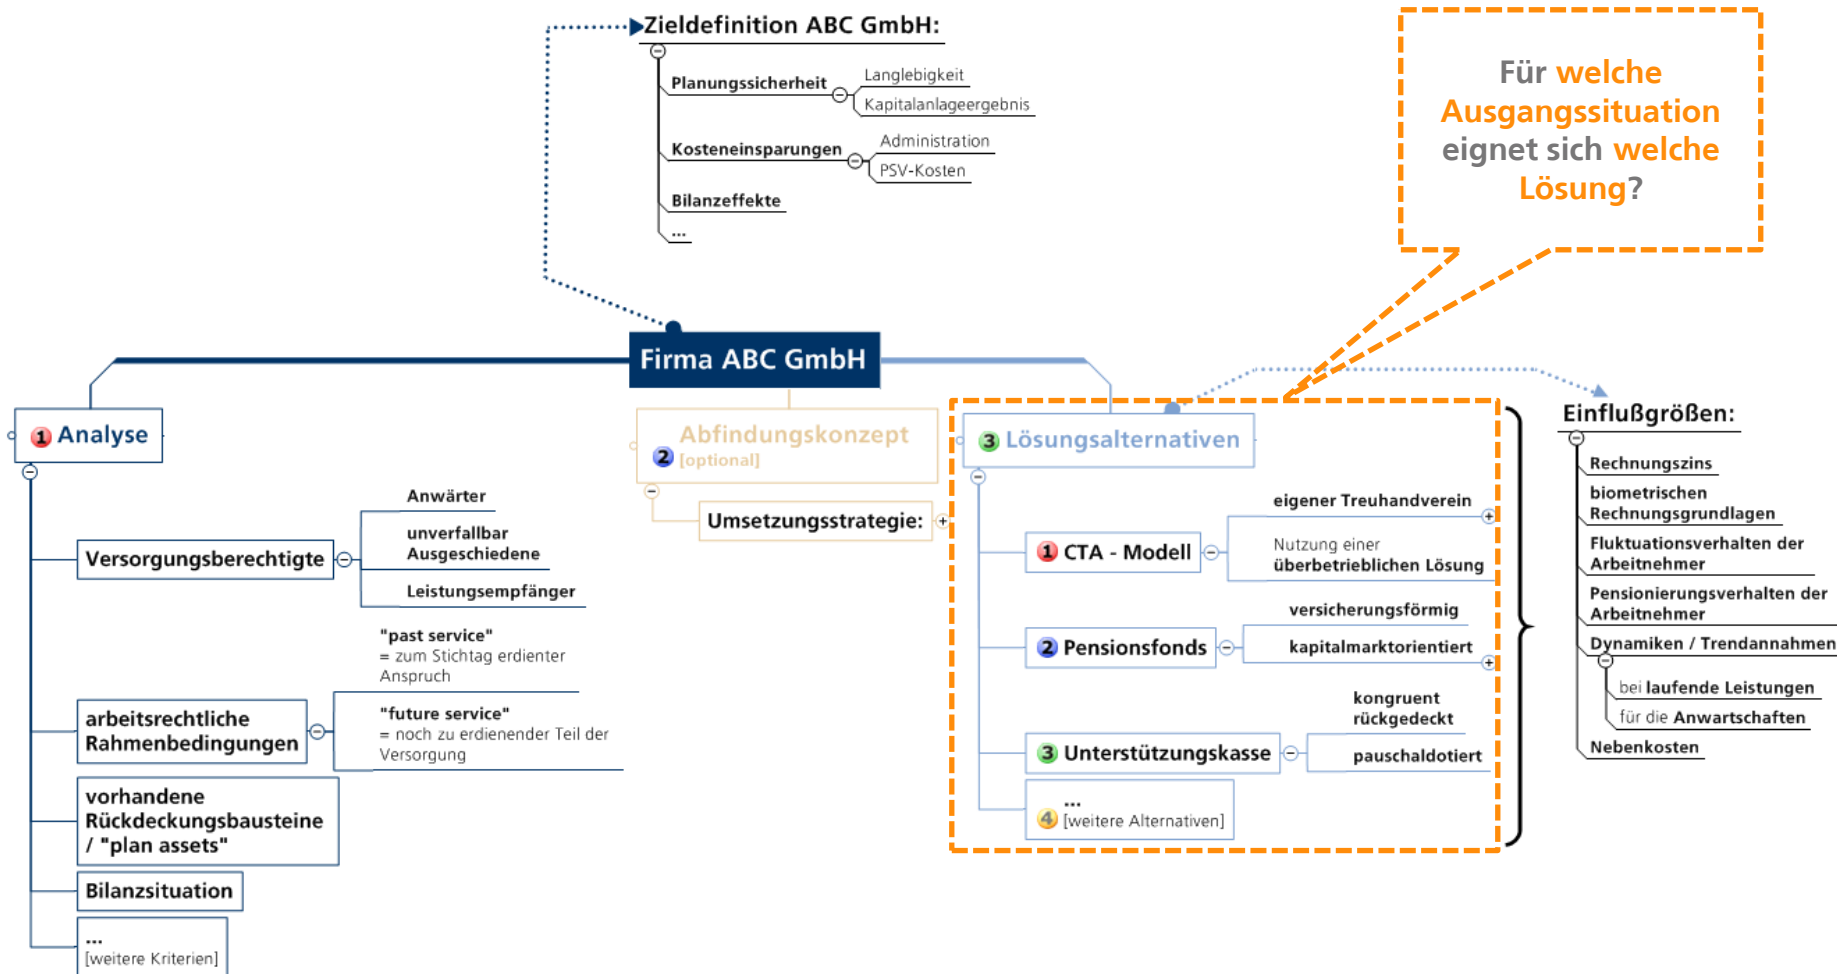 Zieldefinition ABC GmbH:
Planungssicherheit
Langlebigkeit
Kapitalanlageergebnis
Kosteneinsparungen
Administration
PSV-Kosten
Bilanzeffekte
...
Für welche
Ausgangssituation
eignet sich welche
Lösung?
Firma ABC GmbH
1 Analyse
Versorgungsberechtigte
Anwärter
unverfallbar
Ausgeschiedene
Leistungsempfänger
arbeitsrechtliche
Rahmenbedingungen
"past service"
= zum Stichtag erdienter
Anspruch
"future service"
= noch zu erdienender Teil der
Versorgung
vorhandene
Rückdeckungsbausteine
/ "plan assets"
Bilanzsituation
...
[weitere Kriterien]
2 Abfindungskonzept
[optional]
Umsetzungsstrategie:
3 Lösungsalternativen
1 CTA - Modell
eigener Treuhandverein
Nutzung einer
überbetrieblichen Lösung
2 Pensionsfonds
versicherungsförmig
kapitalmarktorientiert
3 Unterstützungskasse
kongruent
rückgedeckt
pauschaldotiert
4 ...
[weitere Alternativen]
Einflußgrößen:
Rechnungszins
biometrischen
Rechnungsgrundlagen
Fluktuationsverhalten der
Arbeitnehmer
Pensionierungsverhalten der
Arbeitnehmer
Dynamiken / Trendannahmen
bei laufende Leistungen
für die Anwartschaften
Nebenkosten